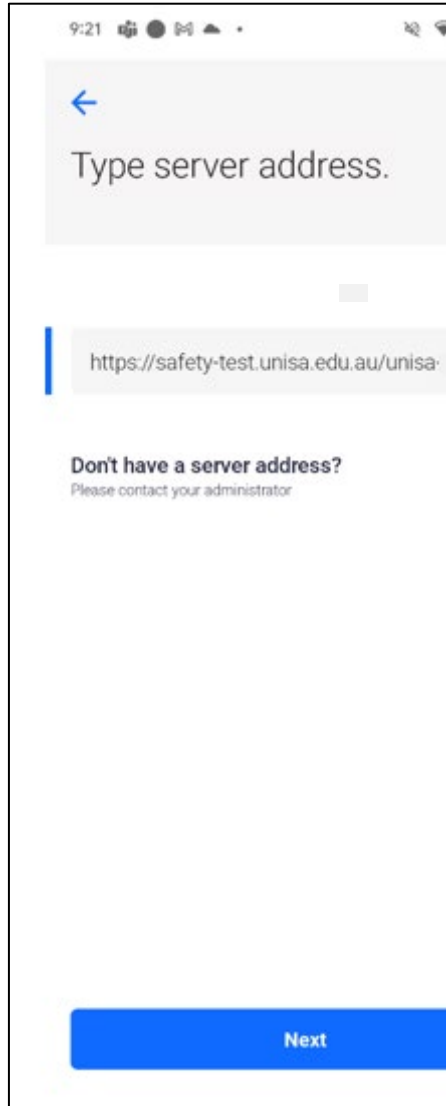 9:21
Type server address.
https://safety-test.unisa.edu.au/unisa-
Don't have a server address?
Please contact your administrator
Next